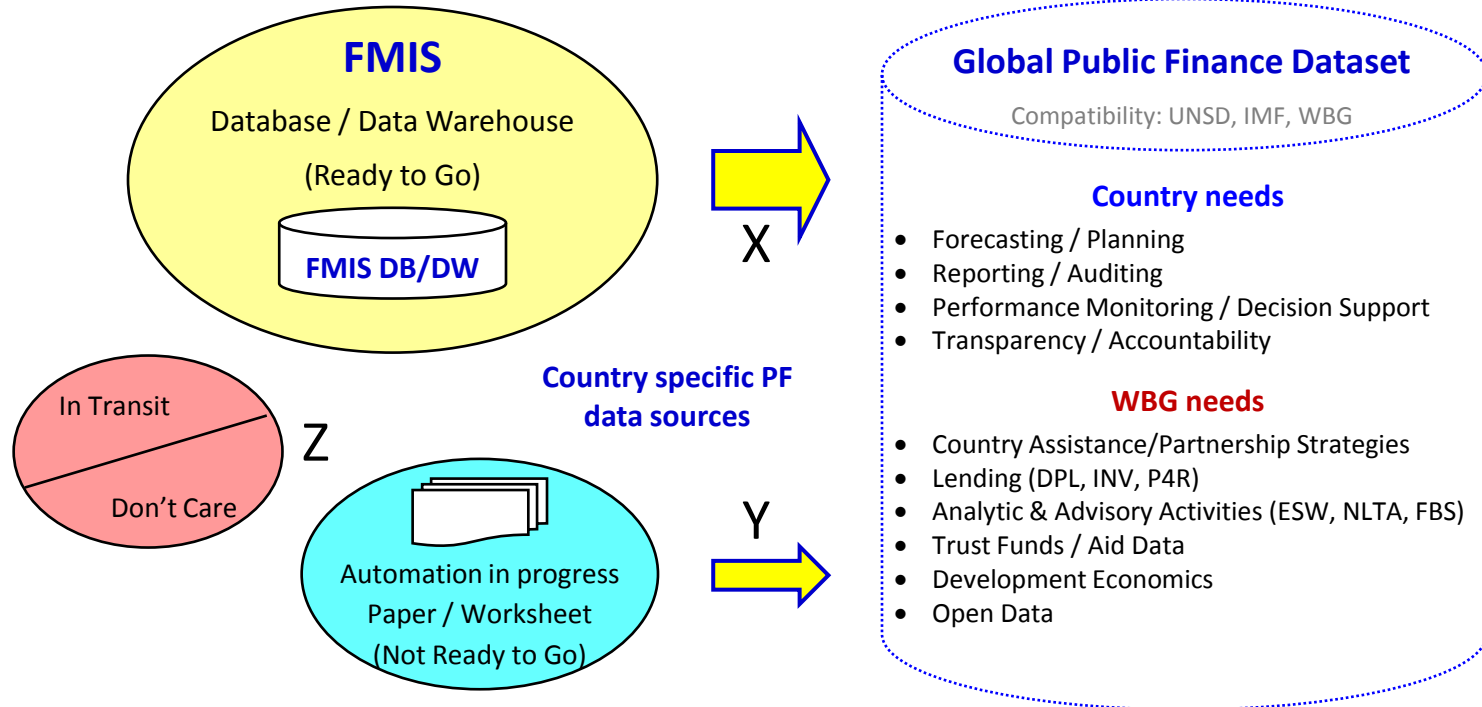 FMIS
Database / Data Warehouse
(Ready to Go)
FMIS DB/DW
X
In Transit
Don’t Care
Z
Country specific PF
data sources
Automation in progress
Paper / Worksheet
(Not Ready to Go)
Y
Global Public Finance Dataset
Compatibility: UNSD, IMF, WBG
Country needs
• Forecasting / Planning
• Reporting / Auditing
• Performance Monitoring / Decision Support
• Transparency / Accountability
WBG needs
• Country Assistance/Partnership Strategies
• Lending (DPL, INV, P4R)
• Analytic & Advisory Activities (ESW, NLTA, FBS)
• Trust Funds / Aid Data
• Development Economics
• Open Data